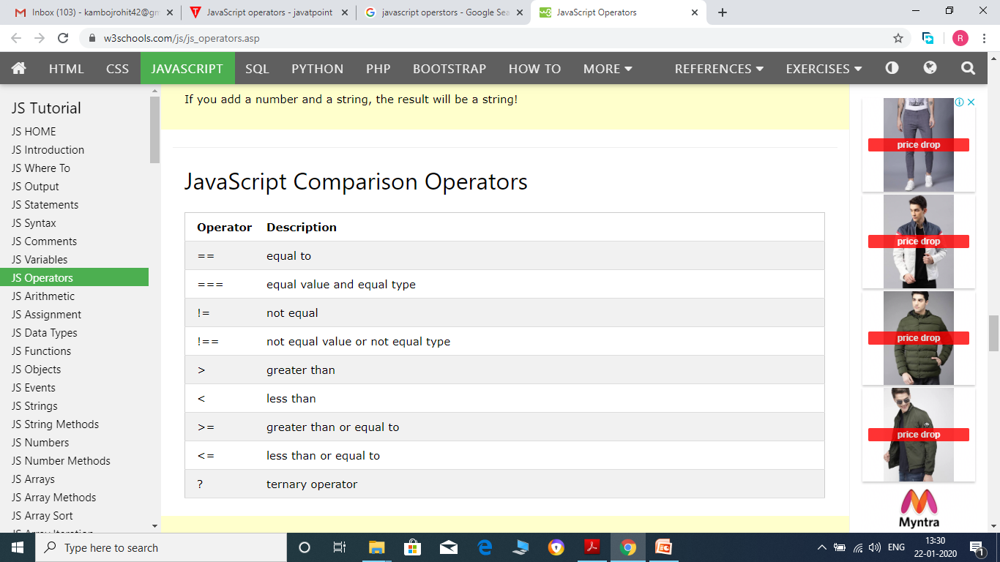 Inbox (103) - kambojrohit42@gm
JavaScript operators - javatpoint
javascript operstors - Google Sea
JavaScript Operators
w3schools.com/js/js_operators.asp
R
HTML CSS JAVASCRIPT SQL PYTHON PHP BOOTSTRAP HOW TO MORE REFERENCES EXERCISES
JS Tutorial
JS HOME
JS Introduction
JS Where To
JS Output
JS Statements
JS Syntax
JS Comments
JS Variables
JS Operators
JS Arithmetic
JS Assignment
JS Data Types
JS Functions
JS Objects
JS Events
JS Strings
JS String Methods
JS Numbers
JS Number Methods
JS Arrays
JS Array Methods
JS Array Sort
JS Array Iteration
If you add a number and a string, the result will be a string!
JavaScript Comparison Operators
Operator Description
== equal to
=== equal value and equal type
!= not equal
!== not equal value or not equal type
> greater than
< less than
>= greater than or equal to
<= less than or equal to
? ternary operator
price drop
price drop
price drop
price drop
Myntra
Type here to search
ENG
13:30
22-01-2020
1